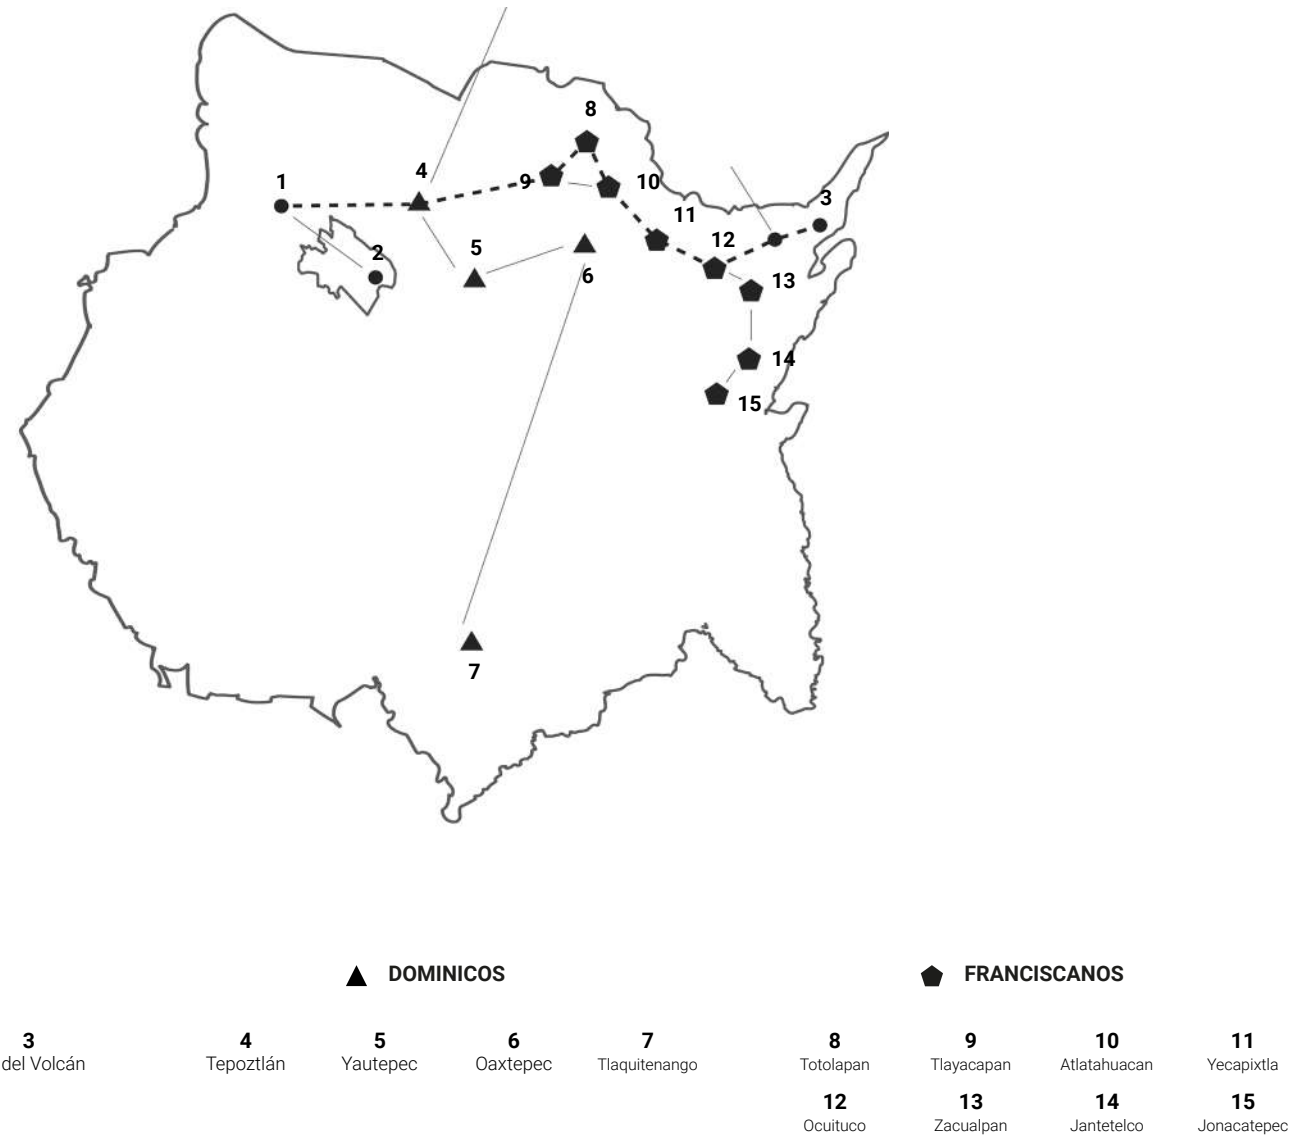 8
4
9
10
1
3
11
12
5
2
6
13
14
15
7
DOMINICOS
FRANCISCANOS
3 4 5 6 7 8 9 10 11
del Volcán Tepoztlán Yautepec Oaxtepec Tlaquitenango Totolapan Tlayacapan Atlatahuacan Yecapixtla
12 13 14 15
Ocuituco Zacualpan Jantetelco Jonacatepec